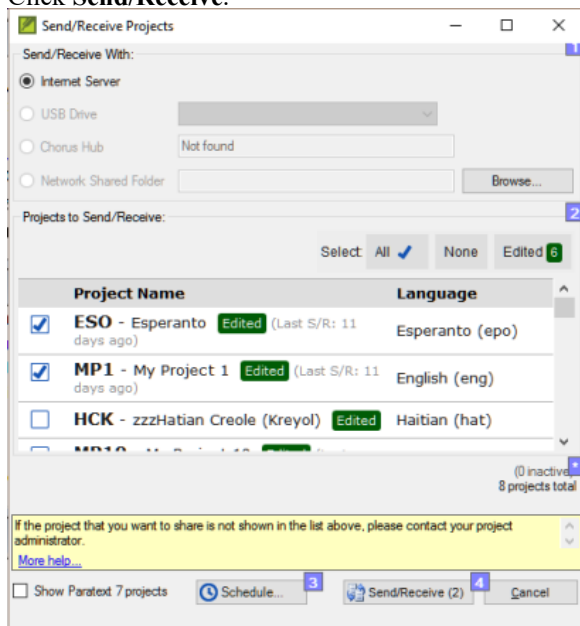 Click Send/Receive.
Send/Receive Projects
1
Send/Receive With:
Internet Server
USB Drive
Chorus Hub Not found
Network Shared Folder Browse...
2
Projects to Send/Receive:
Select: All None Edited 6
Project Name Language
ESO - Esperanto Edited (Last S/R: 11 days ago) Esperanto (epo)
MP1 - My Project 1 Edited (Last S/R: 11 days ago) English (eng)
HCK - zzzHatian Creole (Kreyol) Edited Haitian (hat)
(0 inactive)
8 projects total
If the project that you want to share is not shown in the list above, please contact your project
administrator.
More help...
Show Paratext 7 projects Schedule... 3 Send/Receive (2) 4 Cancel